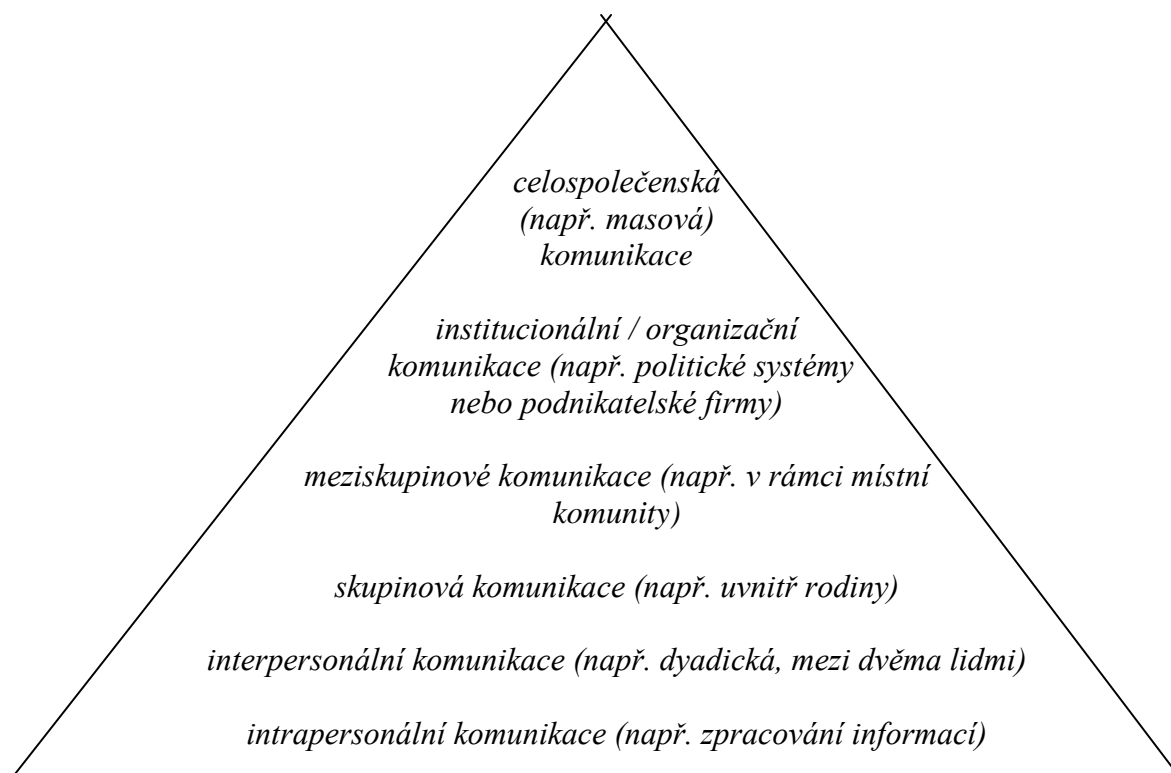 celospolečenská
(např. masová)
komunikace
institucionální / organizační
komunikace (např. politické systémy
nebo podnikatelské firmy)
meziskupinové komunikace (např. v rámci místní
komunity)
skupinová komunikace (např. uvnitř rodiny)
interpersonální komunikace (např. dyadická, mezi dvěma lidmi)
intrapersonální komunikace (např. zpracování informací)